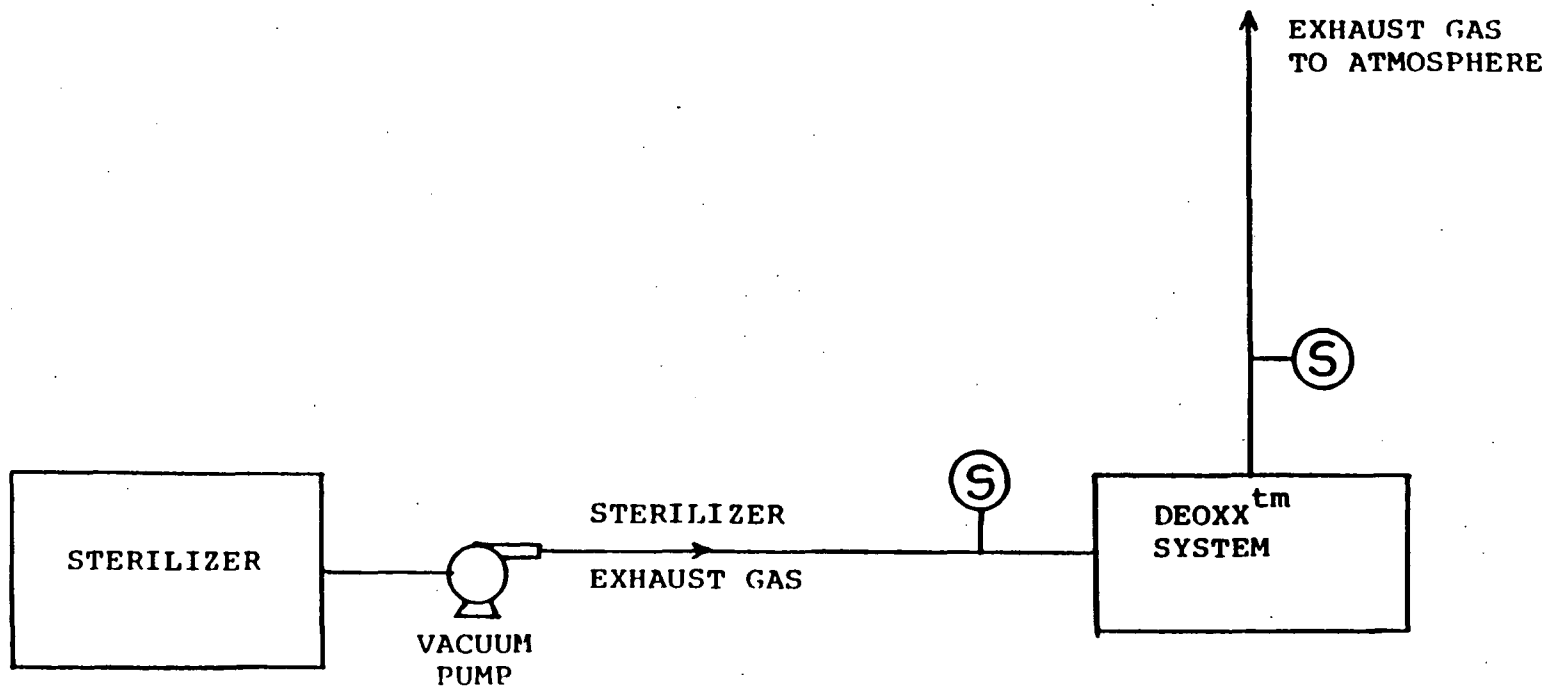 EXHAUST GAS
TO ATMOSPHERE
S
S
STERILIZER
STERILIZER
EXHAUST GAS
VACUUM
PUMP
DEOXX tm
SYSTEM